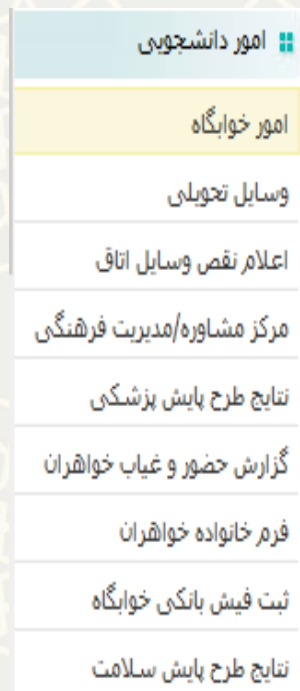 امور دانشجویی
امور خوابگاه
وسایل تحویلی
اعلام نقص وسایل اتاق
مرکز مشاوره/مدیریت فرهنگی
نتایج طرح پایش پزشکی
گزارش حضور و غیاب خواهران
فرم خانواده خواهران
ثبت فیش بانکی خوابگاه
نتایج طرح پایش سلامت